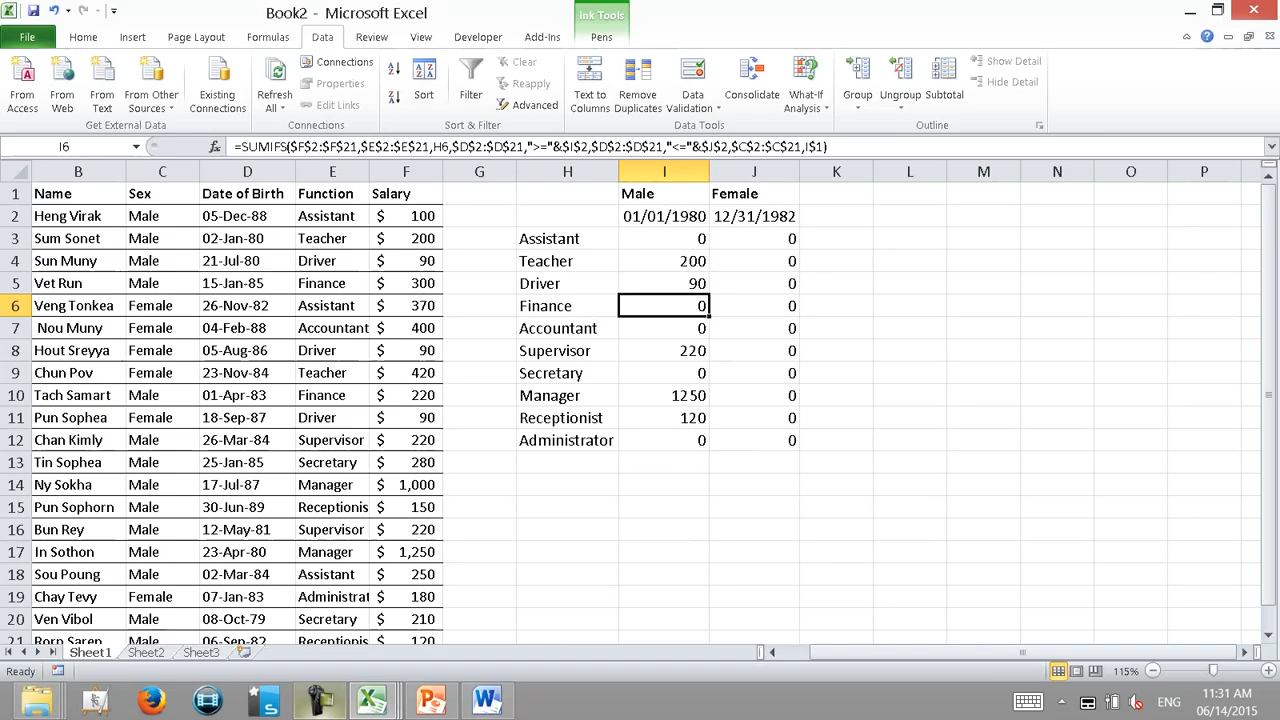 Book2 - Microsoft Excel
Ink Tools
File Home Insert Page Layout Formulas Data Review View Developer Add-Ins Pens
From Access
From Web
From Text
From Other Sources
Existing Connections
Get External Data
Refresh All
Connections
Properties
Edit Links
Connections
Sort
Filter
Clear
Reapply
Advanced
Sort & Filter
Text to Columns
Remove Duplicates
Data Validation
Consolidate
What-If Analysis
Data Tools
Group
Ungroup
Subtotal
Show Detail
Hide Detail
Outline
I6 fx =SUMIFS($F$2:$F$21,$E$2:$E$21,H6,$D$2:$D$21,">="&$I$2,$D$2:$D$21,"<="&$J$2,$C$2:$C$21,I$1)
B C D E F G H I J K L M N O P
1 Name Sex Date of Birth Function Salary Male Female
2 Heng Virak Male 05-Dec-88 Assistant $ 100 01/01/1980 12/31/1982
3 Sum Sonet Male 02-Jan-80 Teacher $ 200 Assistant 0 0
4 Sun Muny Male 21-Jul-80 Driver $ 90 Teacher 200 0
5 Vet Run Male 15-Jan-85 Finance $ 300 Driver 90 0
6 Veng Tonkea Female 26-Nov-82 Assistant $ 370 Finance 0 0
7 Nou Muny Female 04-Feb-88 Accountant $ 400 Accountant 0 0
8 Hout Sreyya Female 05-Aug-86 Driver $ 90 Supervisor 220 0
9 Chun Pov Female 23-Nov-84 Teacher $ 420 Secretary 0 0
10 Tach Samart Male 01-Apr-83 Finance $ 220 Manager 1250 0
11 Pun Sophea Female 18-Sep-87 Driver $ 90 Receptionist 120 0
12 Chan Kimly Male 26-Mar-84 Supervisor $ 220 Administrator 0 0
13 Tin Sophea Male 25-Jan-85 Secretary $ 280
14 Ny Sokha Male 17-Jul-87 Manager $ 1,000
15 Pun Sophorn Male 30-Jun-89 Receptionis $ 150
16 Bun Rey Male 12-May-81 Supervisor $ 220
17 In Sothon Male 23-Apr-80 Manager $ 1,250
18 Sou Poung Male 02-Mar-84 Assistant $ 250
19 Chay Tevy Female 07-Jan-83 Administrat $ 180
20 Ven Vibol Male 08-Oct-79 Secretary $ 210
21 Rorn Saren Male 06-Sep-82 Receptionis $ 120
Sheet1 Sheet2 Sheet3
Ready 115%
ENG 11:31 AM
06/14/2015